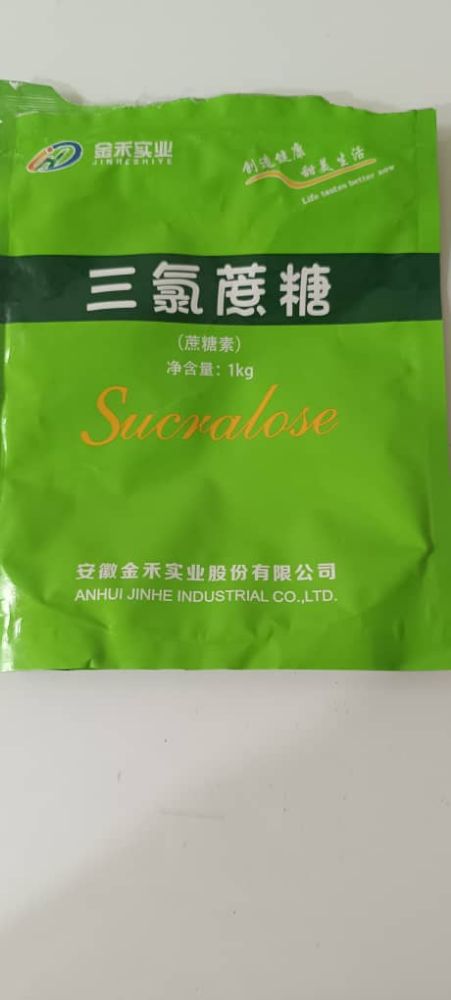 金禾实业
JINHESHIYE
创造健康
甜美生活
Life tastes better now
三氯蔗糖
(蔗糖素)
净含量: 1kg
Sucralose
安徽金禾实业股份有限公司
ANHUI JINHE INDUSTRIAL CO.,LTD.